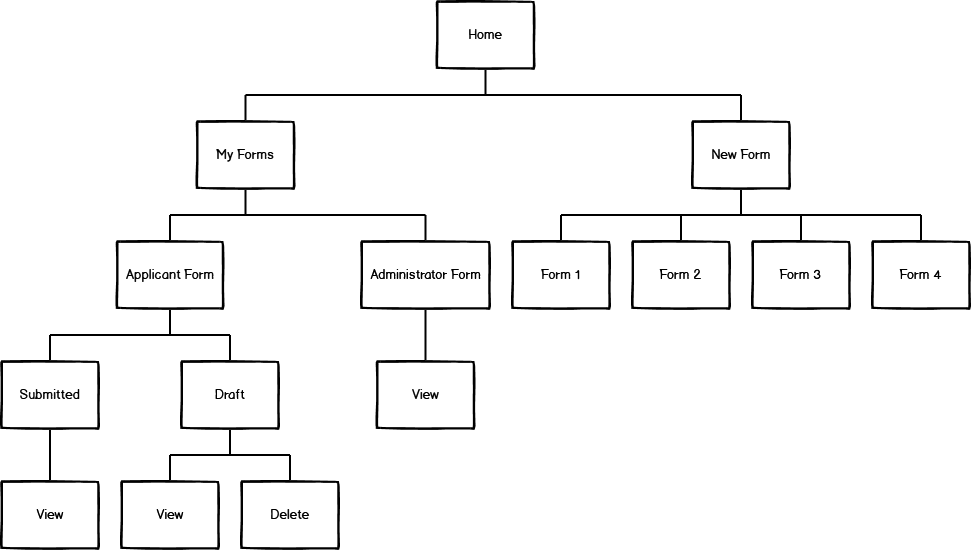 Home
My Forms
New Form
Applicant Form
Administrator Form
Form 1
Form 2
Form 3
Form 4
Submitted
Draft
View
View
View
Delete